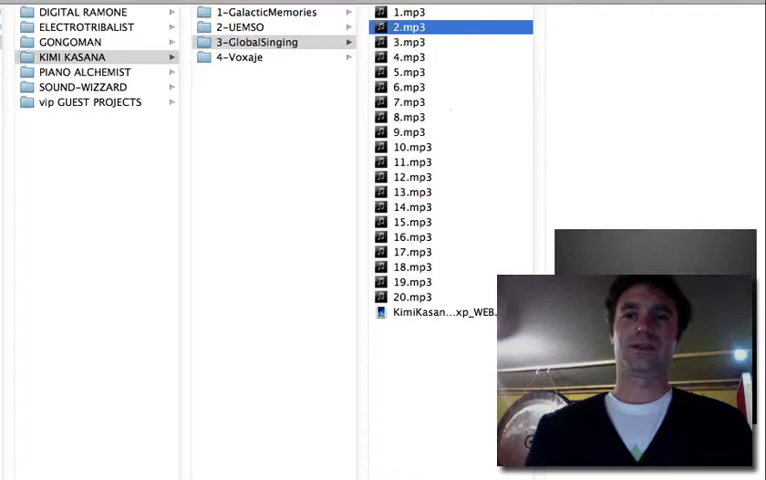 DIGITAL RAMONE
ELECTROTRIBALIST
GONGOMAN
KIMI KASANA
PIANO ALCHEMIST
SOUND-WIZZARD
vip GUEST PROJECTS
1-GalacticMemories
2-UEMSO
3-GlobalSinging
4-Voxaje
1.mp3
2.mp3
3.mp3
4.mp3
5.mp3
6.mp3
7.mp3
8.mp3
9.mp3
10.mp3
11.mp3
12.mp3
13.mp3
14.mp3
15.mp3
16.mp3
17.mp3
18.mp3
19.mp3
20.mp3
KimiKasan...xp_WEB.